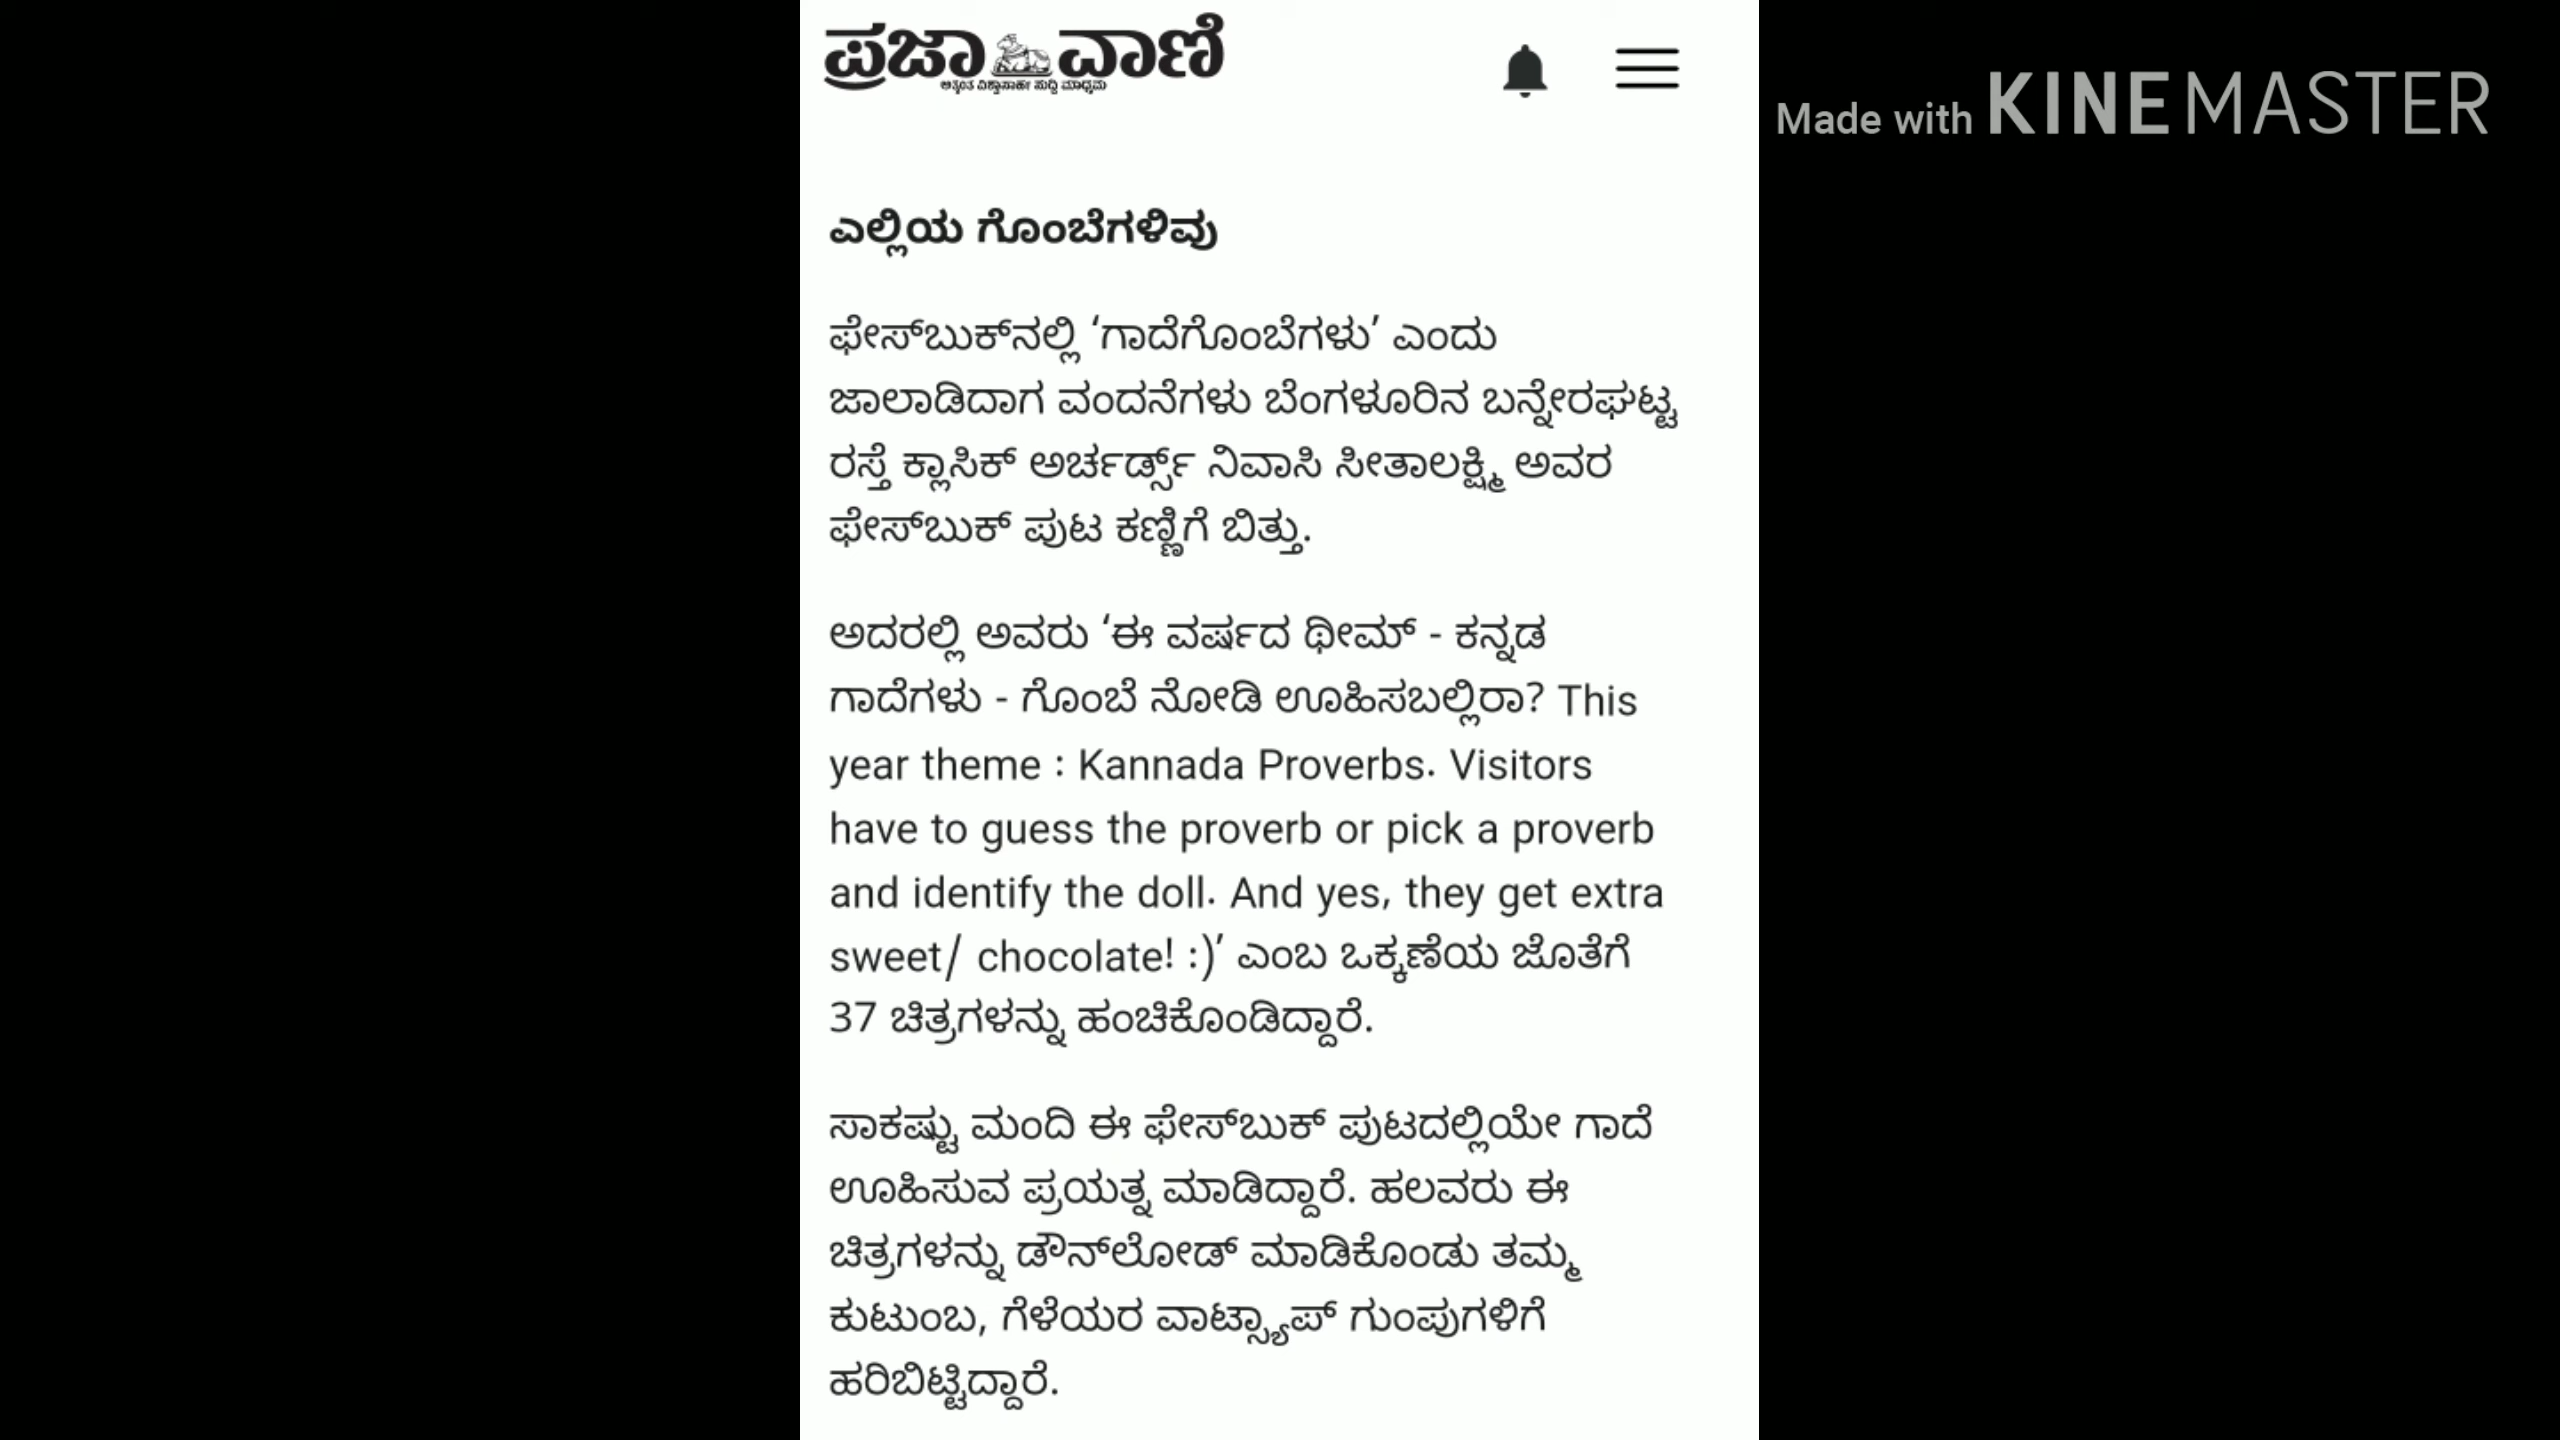 ಪ್ರಜಾವಾಣಿ
ಅತ್ಯಂತ ವಿಶ್ವಾಸಾರ್ಹ ಸುದ್ದಿ ಮಾಧ್ಯಮ
Made with KINEMASTER
ಎಲ್ಲಿಯ ಗೊಂಬೆಗಳಿವು
ಫೇಸ್‌ಬುಕ್‌ನಲ್ಲಿ ‘ಗಾದೆಗೊಂಬೆಗಳು’ ಎಂದು
ಜಾಲಾಡಿದಾಗ ವಂದನೆಗಳು ಬೆಂಗಳೂರಿನ ಬನ್ನೇರಘಟ್ಟ
ರಸ್ತೆ ಕ್ಲಾಸಿಕ್ ಅರ್ಚರ್ಡ್ಸ್ ನಿವಾಸಿ ಸೀತಾಲಕ್ಷ್ಮಿ ಅವರ
ಫೇಸ್‌ಬುಕ್ ಪುಟ ಕಣ್ಣಿಗೆ ಬಿತ್ತು.
ಅದರಲ್ಲಿ ಅವರು ‘ಈ ವರ್ಷದ ಥೀಮ್ - ಕನ್ನಡ
ಗಾದೆಗಳು - ಗೊಂಬೆ ನೋಡಿ ಊಹಿಸಬಲ್ಲಿರಾ? This
year theme : Kannada Proverbs. Visitors
have to guess the proverb or pick a proverb
and identify the doll. And yes, they get extra
sweet/ chocolate! :)’ ಎಂಬ ಒಕ್ಕಣೆಯ ಜೊತೆಗೆ
37 ಚಿತ್ರಗಳನ್ನು ಹಂಚಿಕೊಂಡಿದ್ದಾರೆ.
ಸಾಕಷ್ಟು ಮಂದಿ ಈ ಫೇಸ್‌ಬುಕ್ ಪುಟದಲ್ಲಿಯೇ ಗಾದೆ
ಊಹಿಸುವ ಪ್ರಯತ್ನ ಮಾಡಿದ್ದಾರೆ. ಹಲವರು ಈ
ಚಿತ್ರಗಳನ್ನು ಡೌನ್‌ಲೋಡ್ ಮಾಡಿಕೊಂಡು ತಮ್ಮ
ಕುಟುಂಬ, ಗೆಳೆಯರ ವಾಟ್ಸ್ಯಾಪ್ ಗುಂಪುಗಳಿಗೆ
ಹರಿಬಿಟ್ಟಿದ್ದಾರೆ.